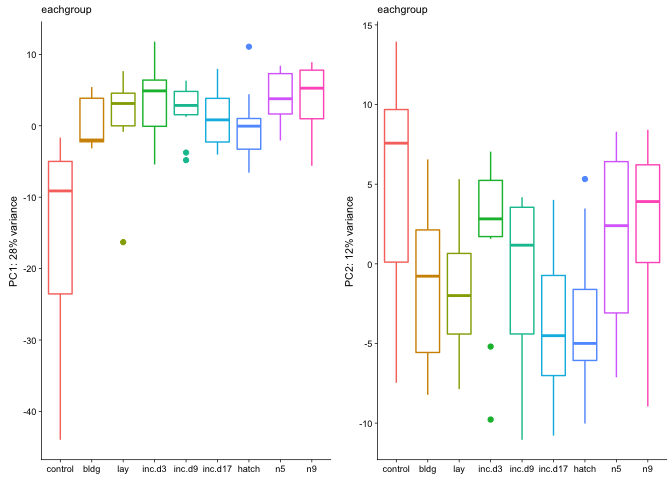 eachgroup
PC1: 28% variance
10
0
-10
-20
-30
-40
control bldg lay inc.d3 inc.d9 inc.d17 hatch n5 n9
eachgroup
PC2: 12% variance
15
10
5
0
-5
-10
control bldg lay inc.d3 inc.d9 inc.d17 hatch n5 n9